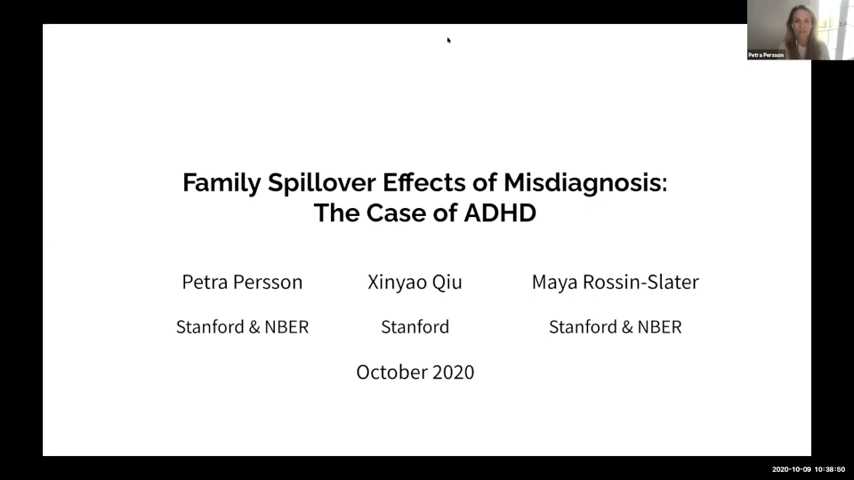 Petra Persson
Family Spillover Effects of Misdiagnosis:
The Case of ADHD
Petra Persson Xinyao Qiu Maya Rossin-Slater
Stanford & NBER Stanford Stanford & NBER
October 2020
2020-10-09 10:38:50